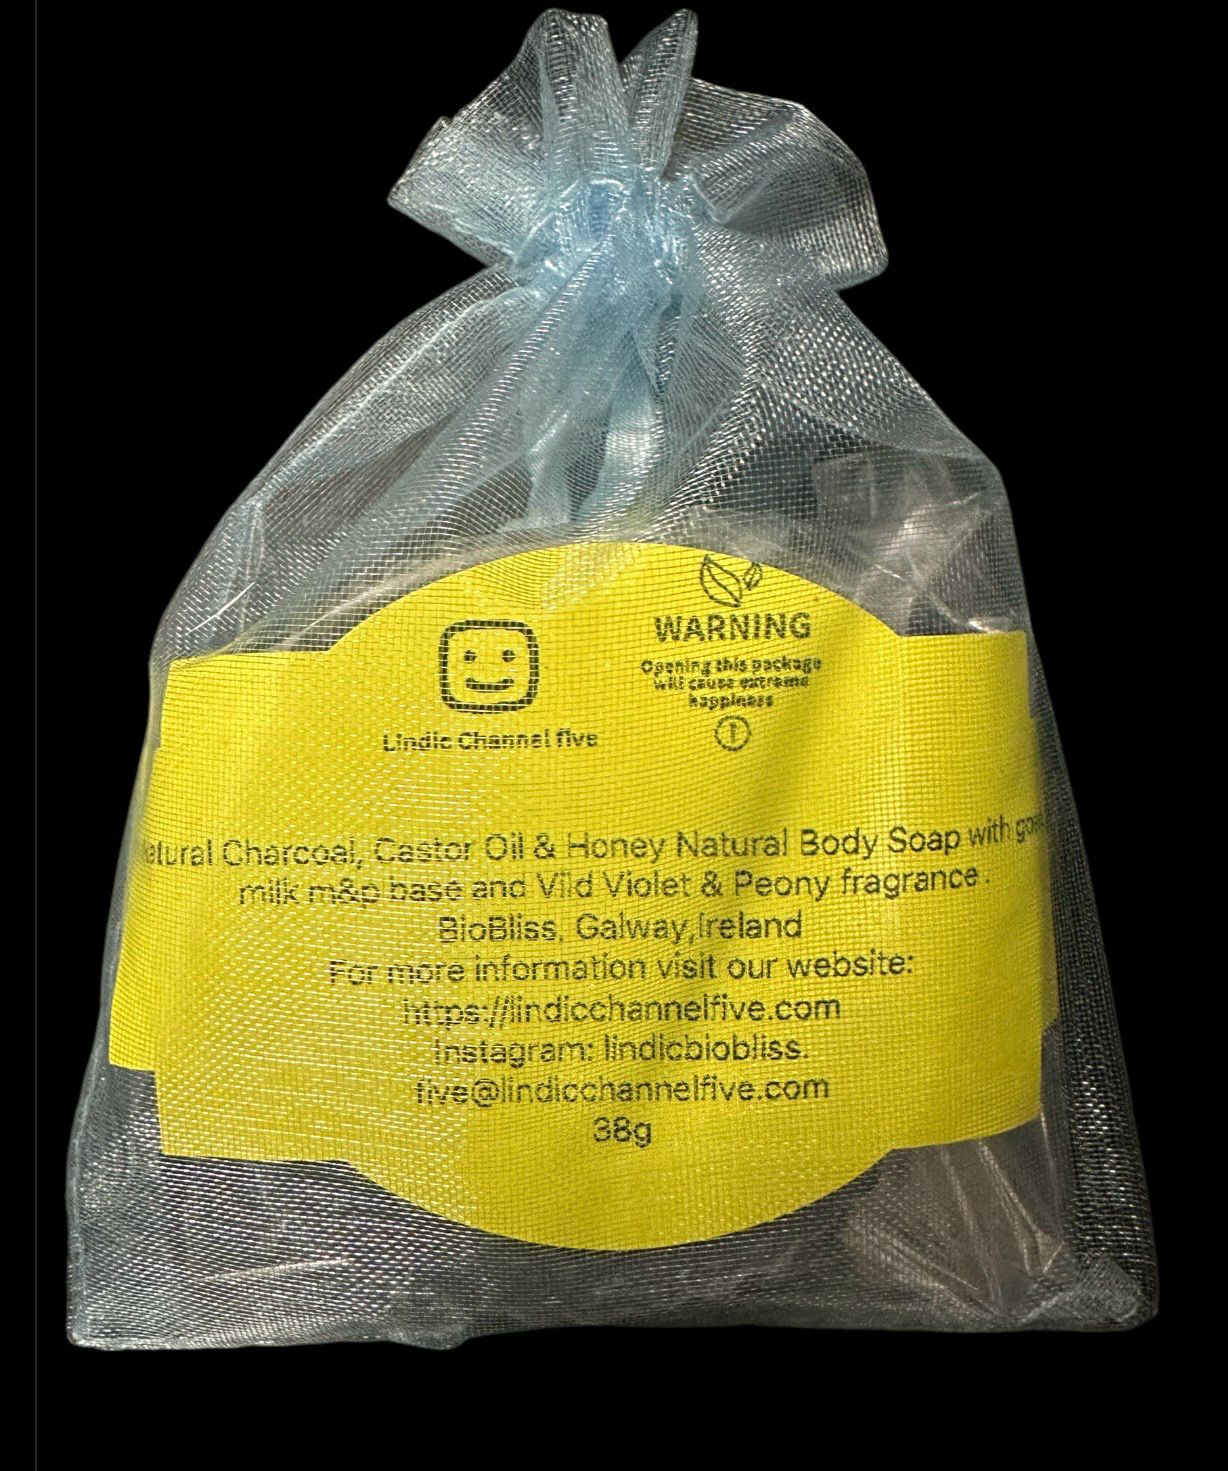 WARNING
Opening this package
will cause extreme
happiness
Lindic Channel five
Natural Charcoal, Castor Oil & Honey Natural Body Soap with
milk m&p base and Vild Violet & Peony fragrance.
BioBliss, Galway,Ireland
For more information visit our website:
https://lindicchannelfive.com
Instagram: lindicbiobliss.
five@lindicchannelfive.com
38g